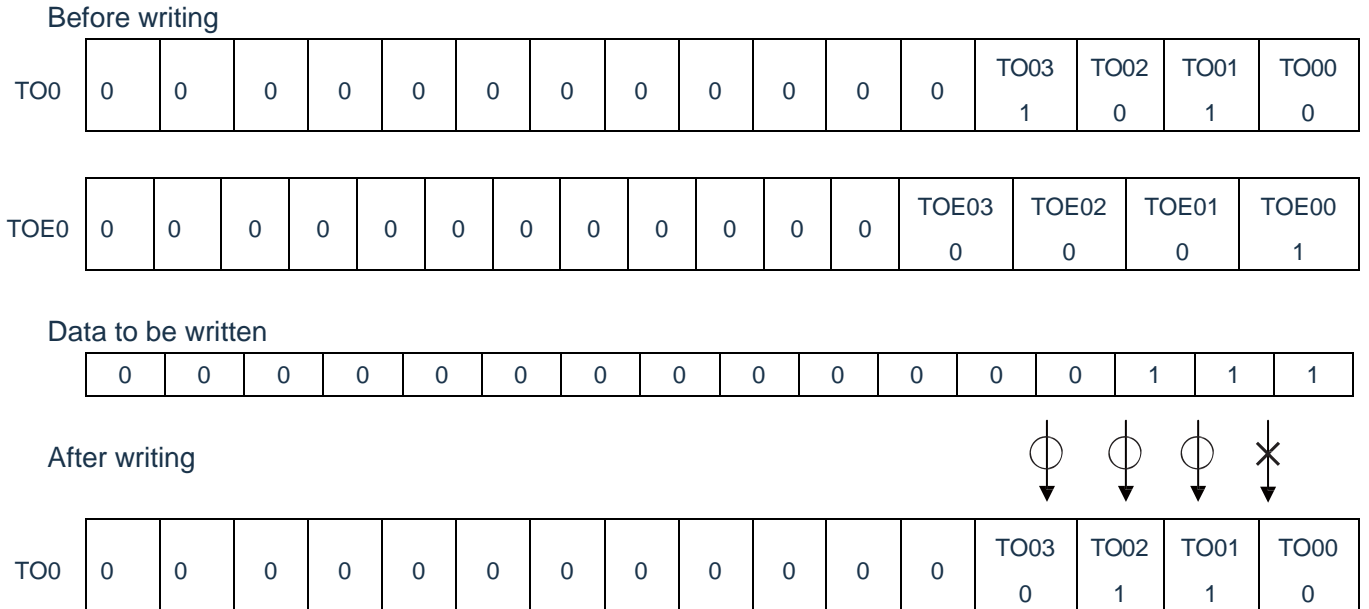 Before writing
TO0 0 0 0 0 0 0 0 0 0 0 0 0 TO03 1 TO02 0 TO01 1 TO00 0
TOE0 0 0 0 0 0 0 0 0 0 0 0 0 TOE03 0 TOE02 0 TOE01 0 TOE00 1
Data to be written
0 0 0 0 0 0 0 0 0 0 0 0 0 1 1 1
After writing
TO0 0 0 0 0 0 0 0 0 0 0 0 0 TO03 0 TO02 1 TO01 1 TO00 0